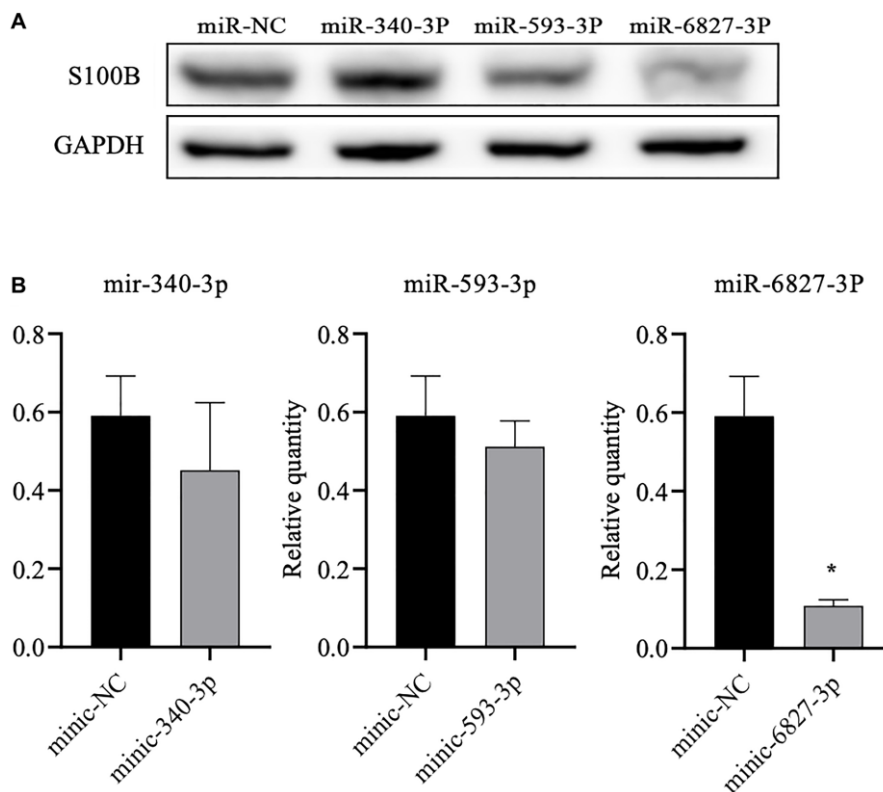 A
miR-NC miR-340-3P miR-593-3P miR-6827-3P
S100B
GAPDH
B
mir-340-3p miR-593-3p miR-6827-3P
0.8 0.8 0.8
0.6 0.6 0.6
0.4 0.4 0.4
0.2 0.2 0.2
0.0 0.0 0.0
Relative quantity Relative quantity
*
minic-NC minic-340-3p minic-NC minic-593-3p minic-NC minic-6827-3p